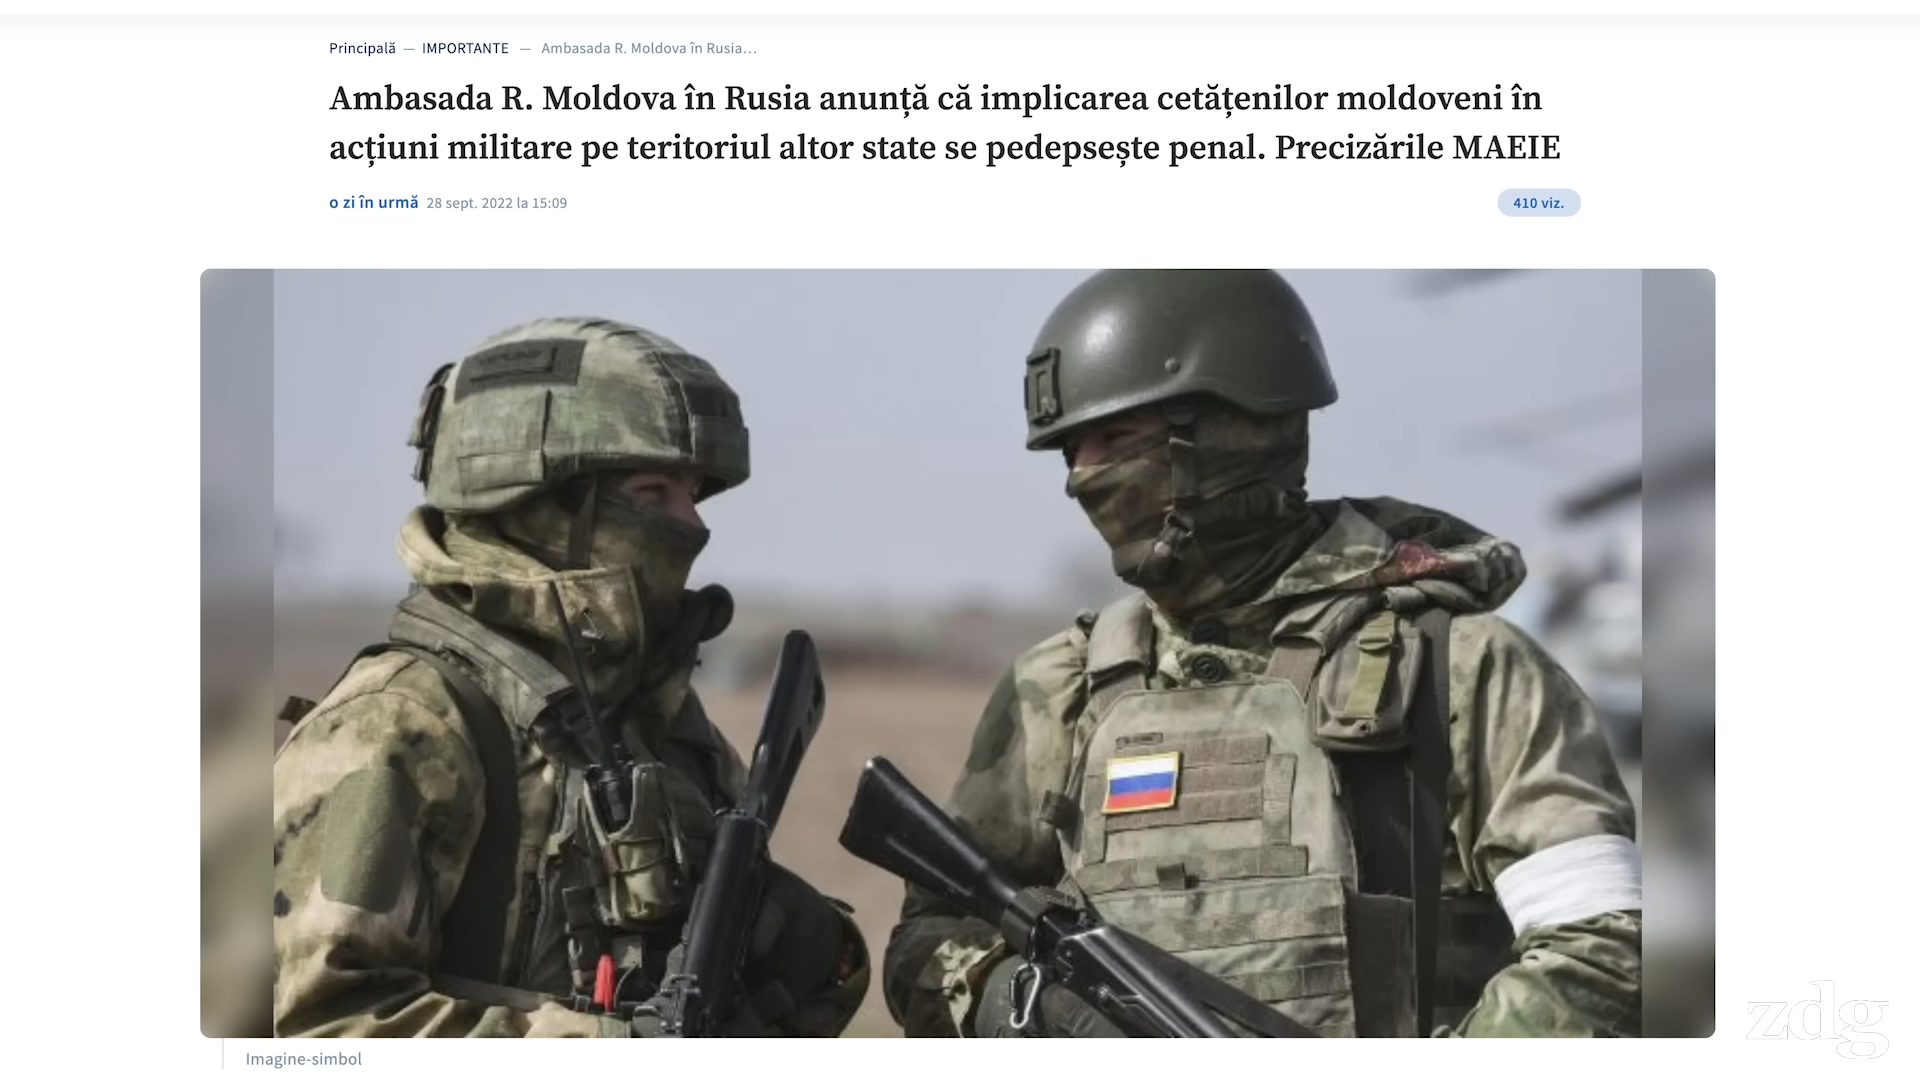 Principală — IMPORTANTE — Ambasada R. Moldova în Rusia...
Ambasada R. Moldova în Rusia anunță că implicarea cetățenilor moldoveni în
acțiuni militare pe teritoriul altor state se pedepsește penal. Precizările MAEIE
o zi în urmă 28 sept. 2022 la 15:09
410 viz.
Imagine-simbol
zdg